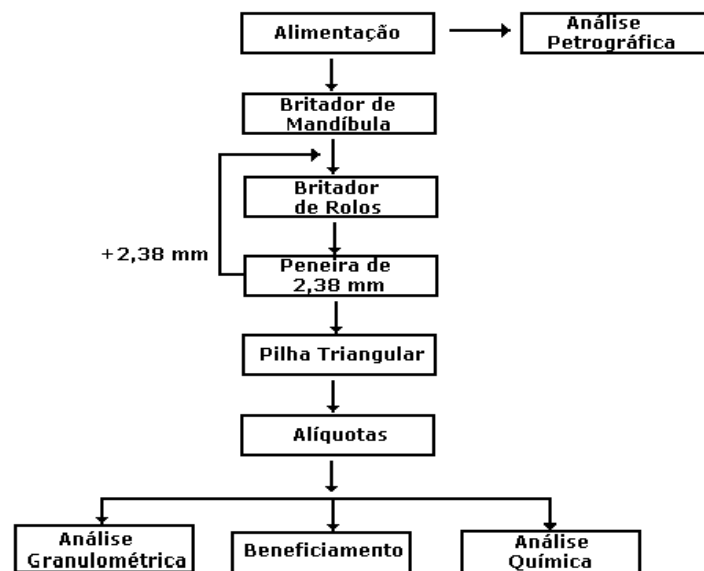 Alimentação
Análise
Petrográfica
Britador de
Mandíbula
Britador
de Rolos
+2,38 mm
Peneira de
2,38 mm
Pilha Triangular
Alíquotas
Análise
Granulométrica
Beneficiamento
Análise
Química